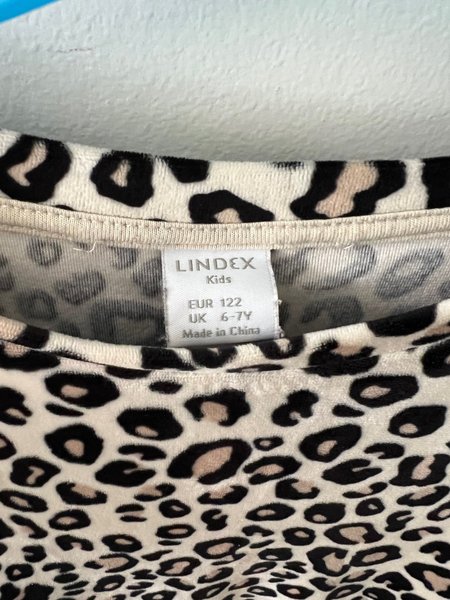 LINDEX
Kids
EUR 122
UK 6-7Y
Made in China